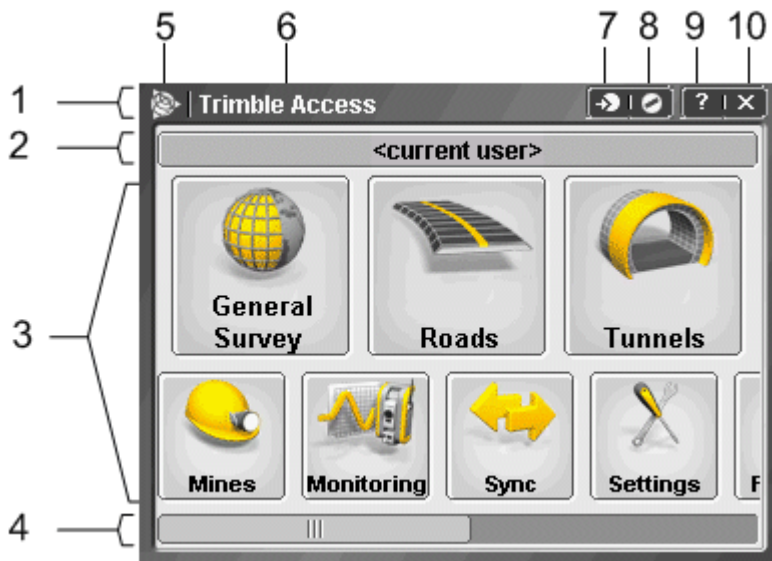 5 6 7 8 9 10
1 Trimble Access ? X
2 <current user>
General
Survey Roads Tunnels
3
Mines Monitoring Sync Settings F
4